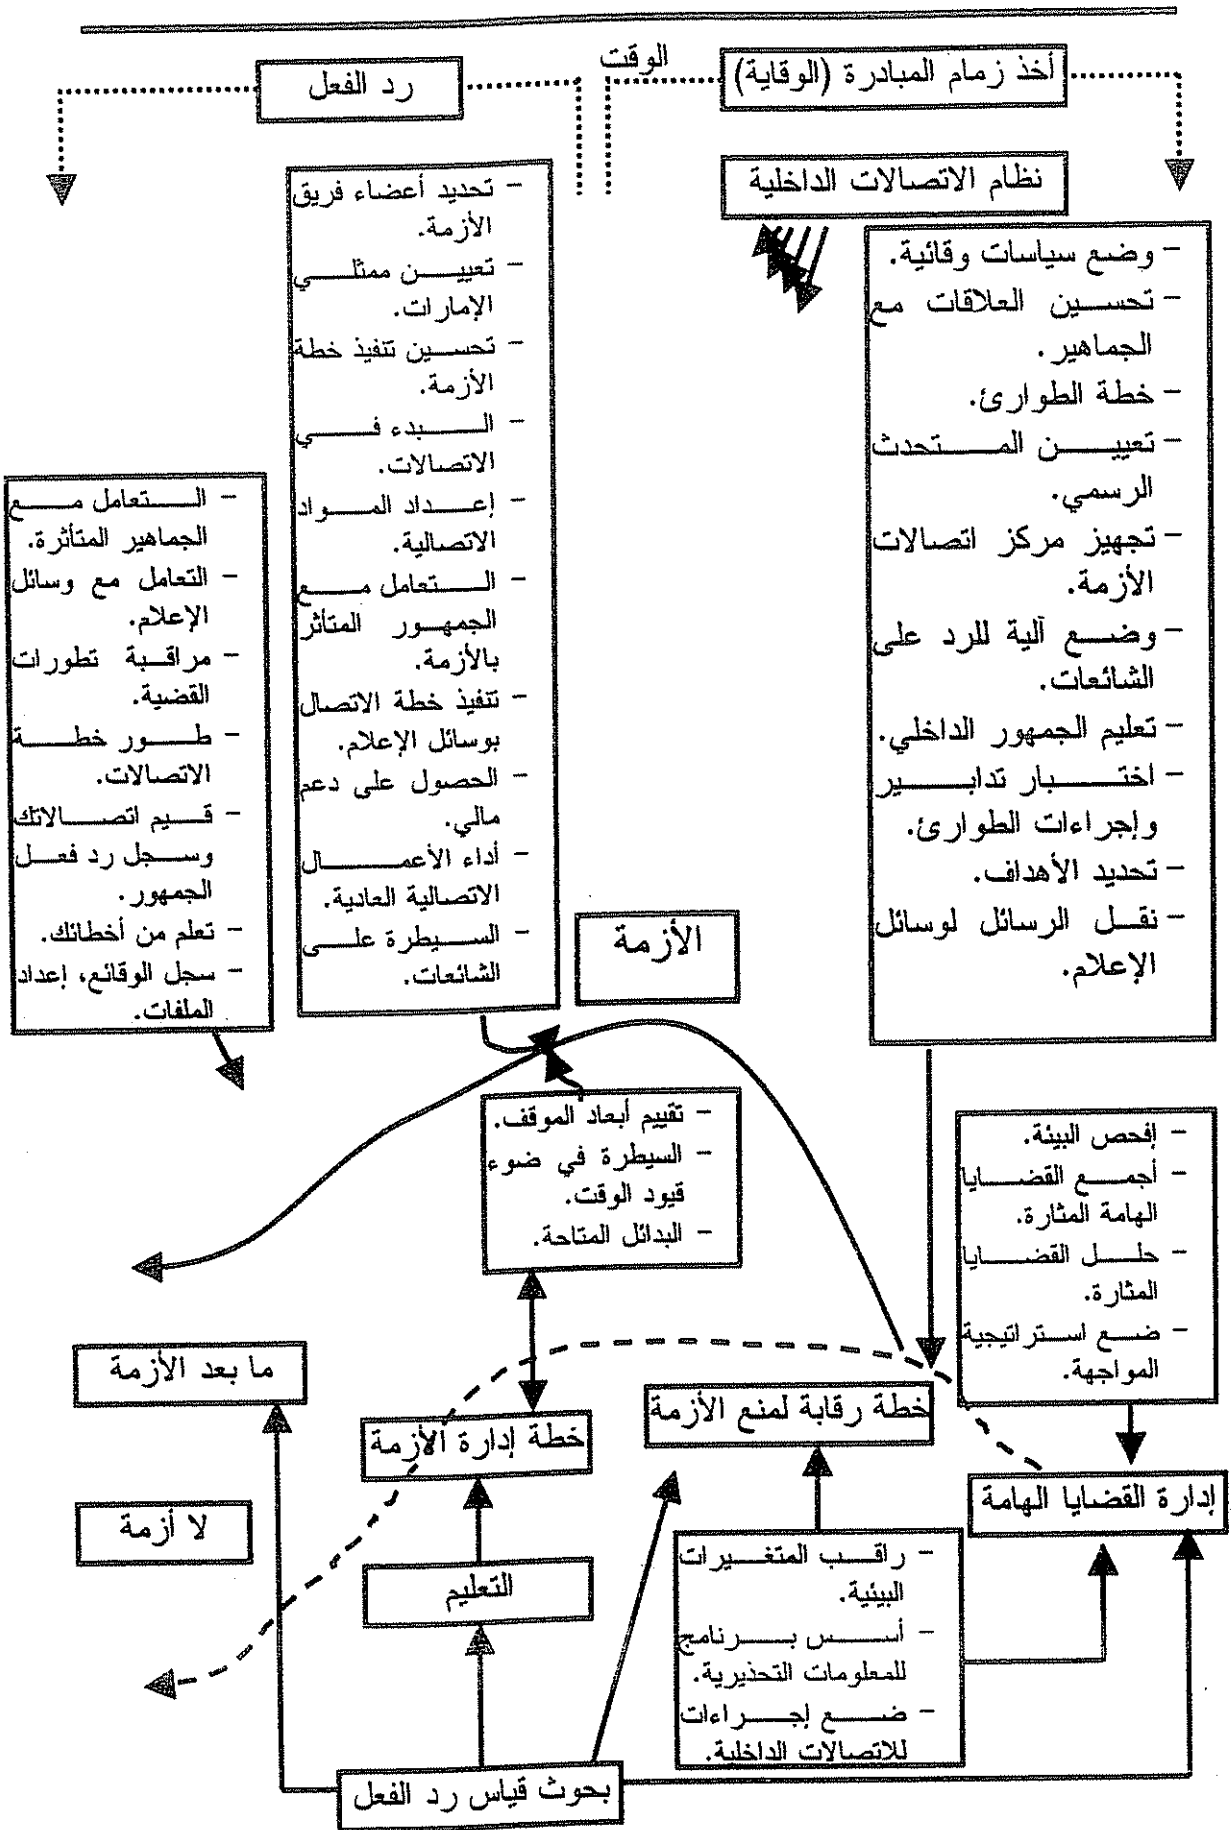 الوقت
أخذ زمام المبادرة (الوقاية)
رد الفعل
نظام الاتصالات الداخلية
- وضع سياسات وقائية.
- تحسين العلاقات مع
الجماهير.
- خطة الطوارئ.
- تعيين المتحدث
الرسمي.
- تجهيز مركز اتصالات
الأزمة.
- وضع آلية للرد على
الشائعات.
- تعليم الجمهور الداخلي.
- اختبار تدابير
وإجراءات الطوارئ.
- تحديد الأهداف.
- نقل الرسائل لوسائل
الإعلام.
- تحديد أعضاء فريق
الأزمة.
- تعيين ممثلي
الإمارات.
- تحسين تنفيذ خطة
الأزمة.
- البدء في
الاتصالات.
- إعداد المواد
الاتصالية.
- التعامل مع
الجمهور المتأثر
بالأزمة.
- تنفيذ خطة الاتصال
بوسائل الإعلام.
- الحصول على دعم
مالي.
- أداء الأعمال
الاتصالية العادية.
- السيطرة على
الشائعات.
- التعامل مع
الجماهير المتأثرة.
- التعامل مع وسائل
الإعلام.
- مراقبة تطورات
القضية.
- طور خطة
الاتصالات.
- قيم اتصالاتك
وسجل رد فعل
الجمهور.
- تعلم من أخطائك.
- سجل الوقائع، إعداد
الملفات.
الأزمة
- تقييم أبعاد الموقف.
- السيطرة في ضوء
قيود الوقت.
- البدائل المتاحة.
- إفحص البيئة.
- أجمع القضايا
الهامة المثارة.
- حلل القضايا
المثارة.
- ضع استراتيجية
المواجهة.
ما بعد الأزمة
خطة إدارة الأزمة
خطة رقابة لمنع الأزمة
إدارة القضايا الهامة
لا أزمة
التعليم
- راقب المتغيرات
البيئية.
- أسس برنامج
للمعلومات التحذيرية.
- ضع إجراءات
للاتصالات الداخلية.
بحوث قياس رد الفعل